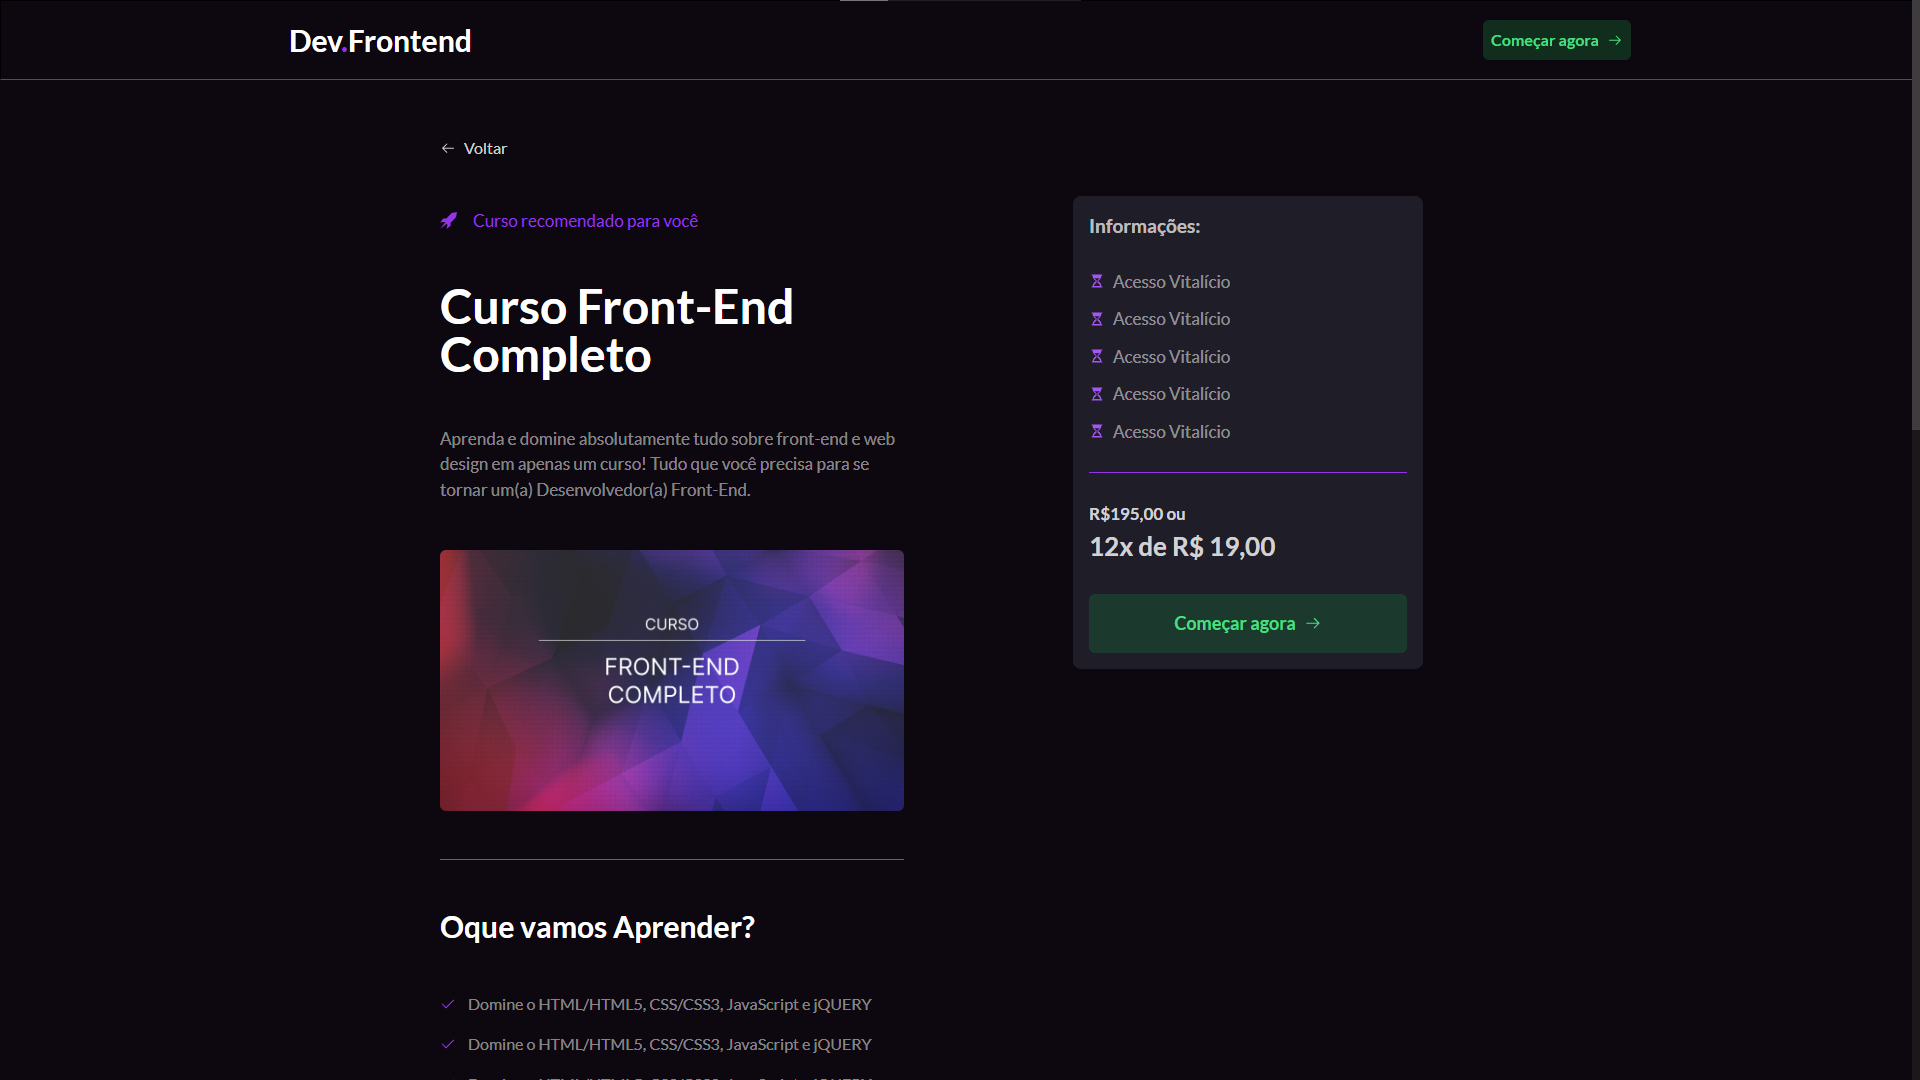 Dev.Frontend
Começar agora
Voltar
Curso recomendado para você
Curso Front-End
Completo
Aprenda e domine absolutamente tudo sobre front-end e web
design em apenas um curso! Tudo que você precisa para se
tornar um(a) Desenvolvedor(a) Front-End.
CURSO
FRONT-END
COMPLETO
Oque vamos Aprender?
Domine o HTML/HTML5, CSS/CSS3, JavaScript e jQUERY
Domine o HTML/HTML5, CSS/CSS3, JavaScript e jQUERY
Informações:
Acesso Vitalício
Acesso Vitalício
Acesso Vitalício
Acesso Vitalício
Acesso Vitalício
R$195,00 ou
12x de R$ 19,00
Começar agora